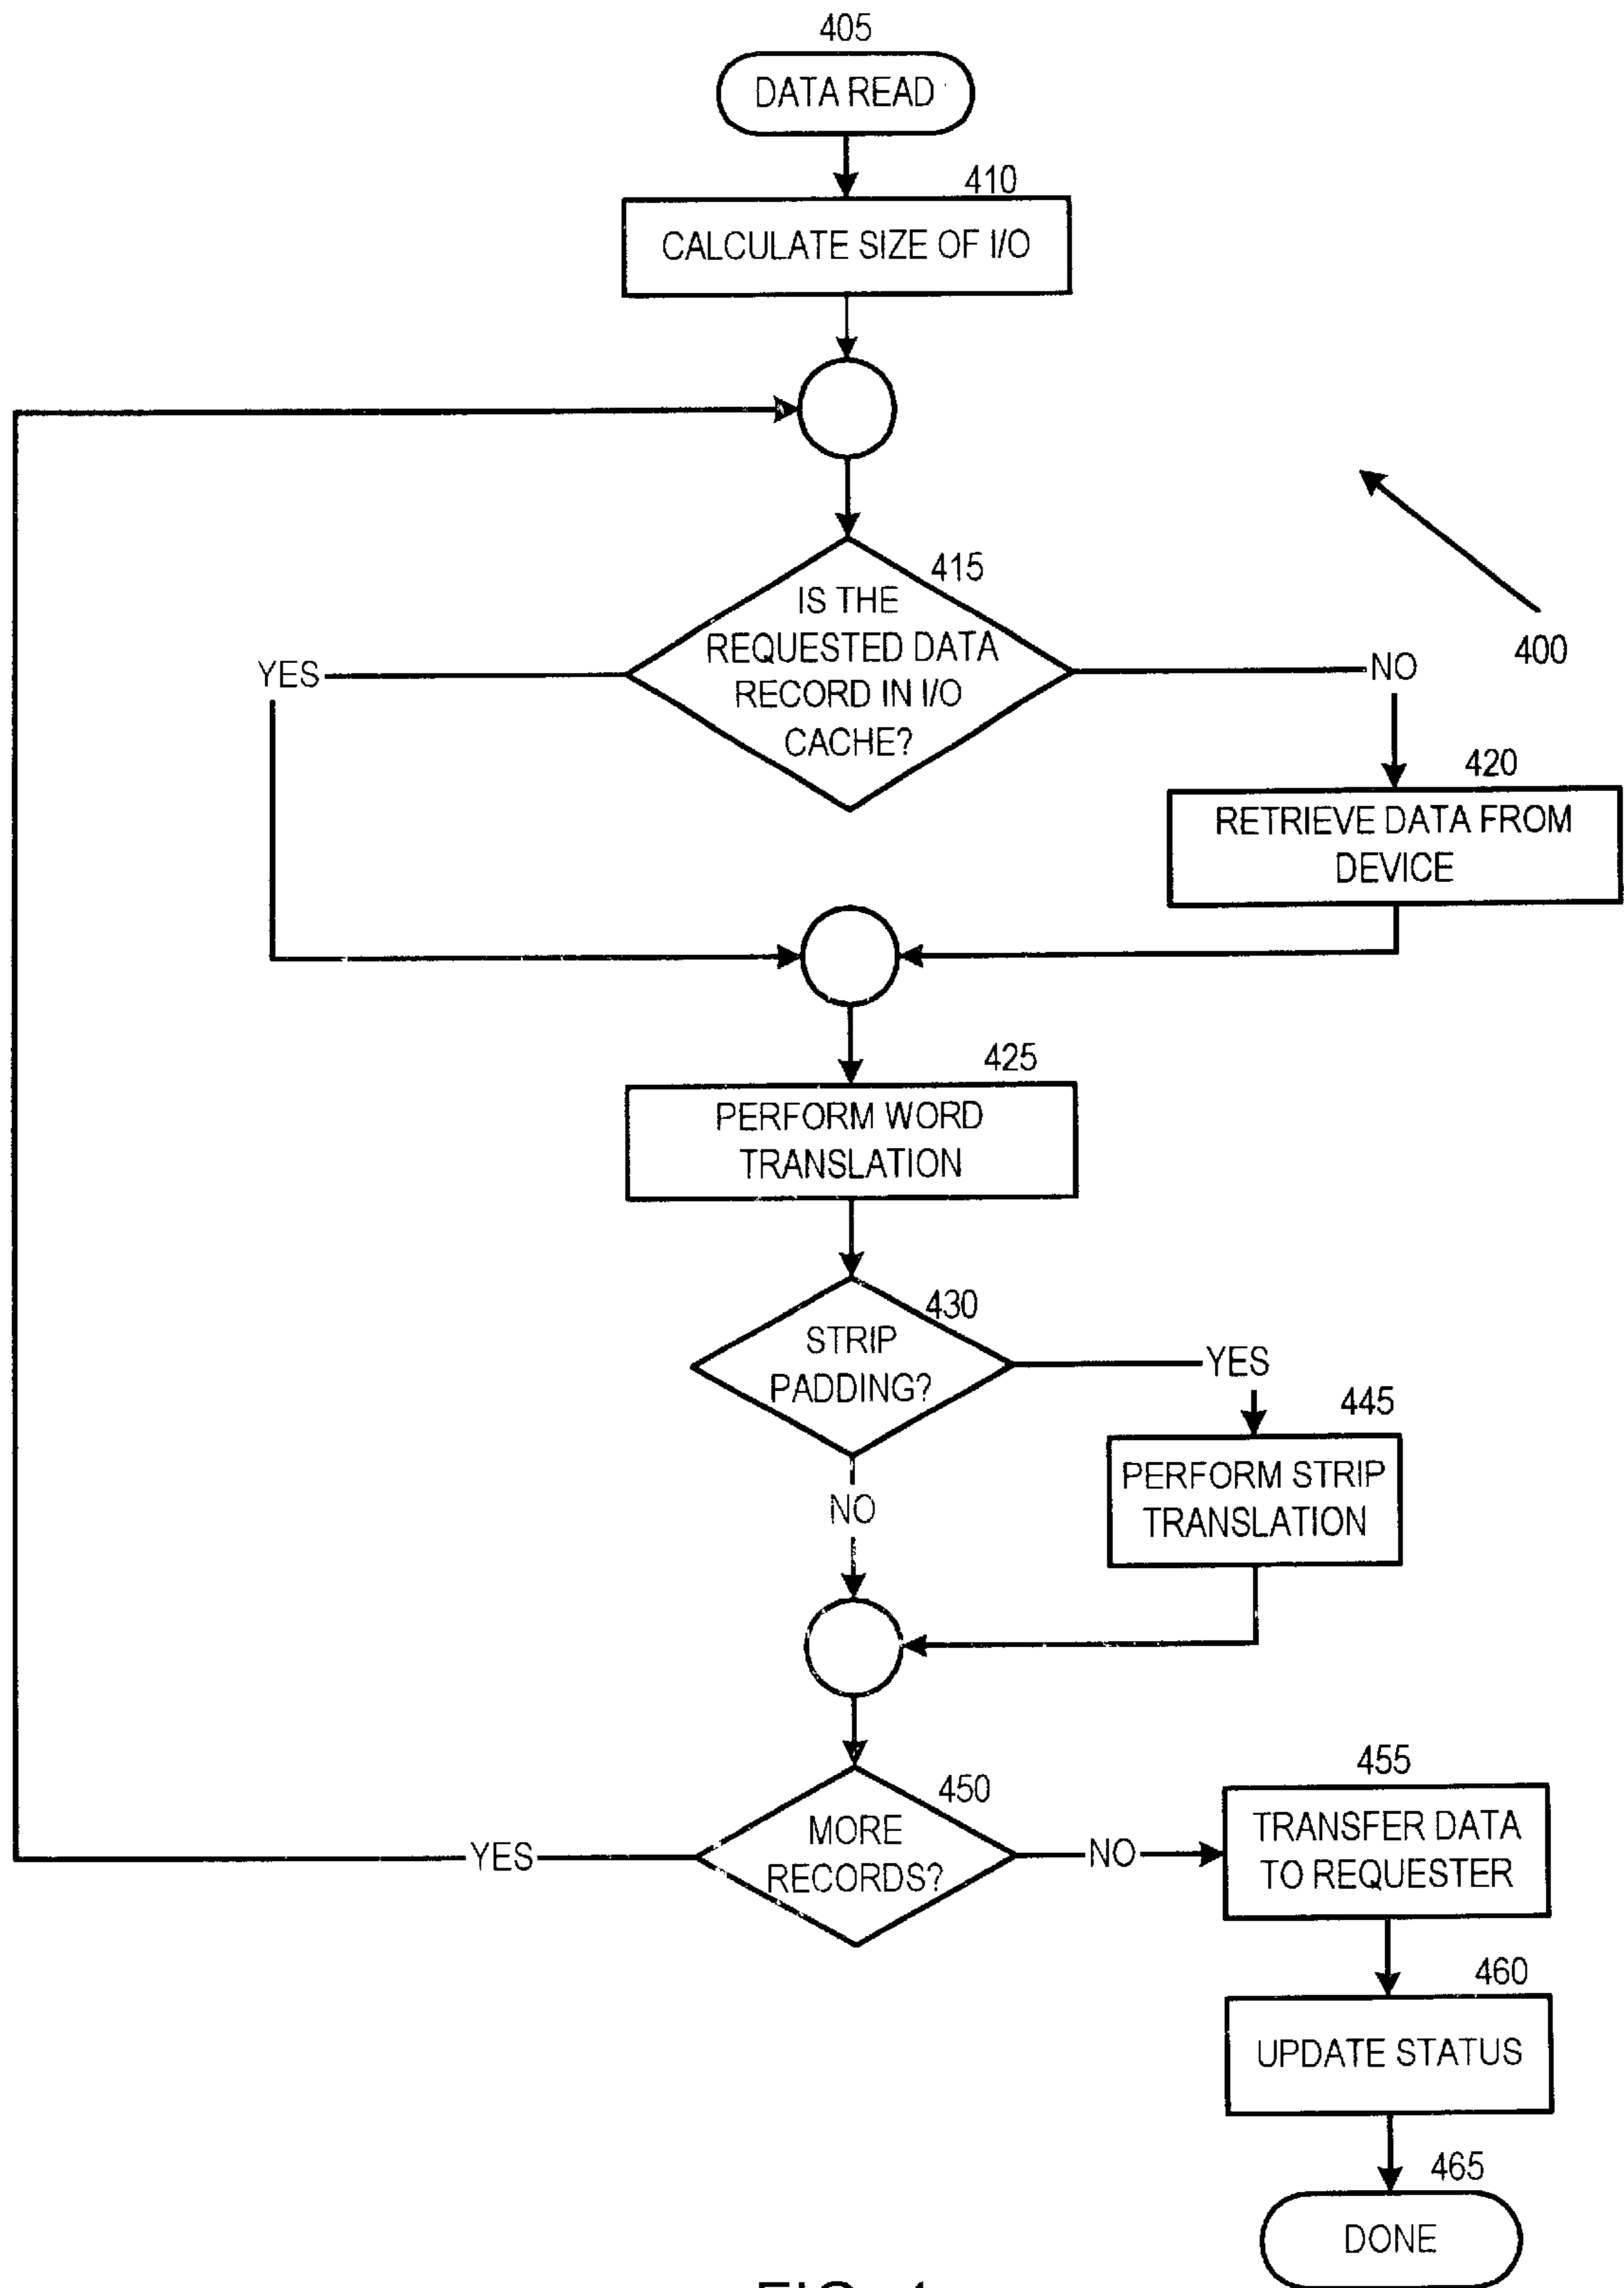 405
DATA READ
410
CALCULATE SIZE OF I/O
415
IS THE
REQUESTED DATA
RECORD IN I/O
CACHE?
YES
NO
400
420
RETRIEVE DATA FROM
DEVICE
425
PERFORM WORD
TRANSLATION
430
STRIP
PADDING?
YES
445
PERFORM STRIP
TRANSLATION
NO
450
MORE
RECORDS?
YES
NO
455
TRANSFER DATA
TO REQUESTER
460
UPDATE STATUS
465
DONE